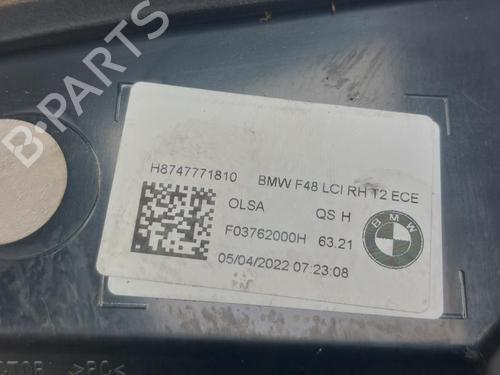 H8747771810 BMW F48 LCI RH T2 ECE
OLSA QS H
F03762000H 63.21
BMW
05/04/2022 07:23:08
>PC<
B-PARTS